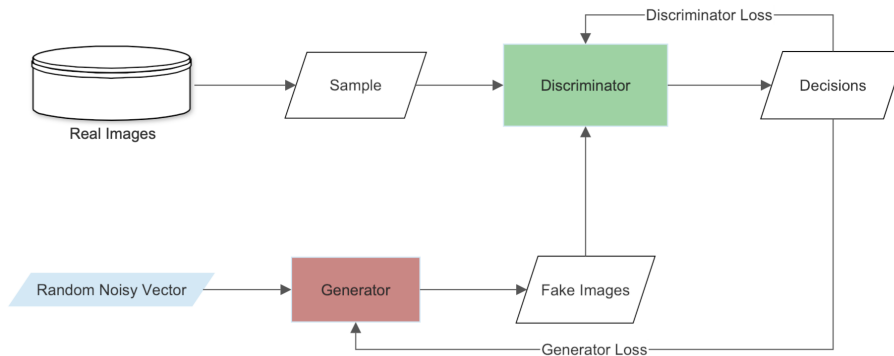 Discriminator Loss
Real Images
Sample
Discriminator
Decisions
Random Noisy Vector
Generator
Fake Images
Generator Loss